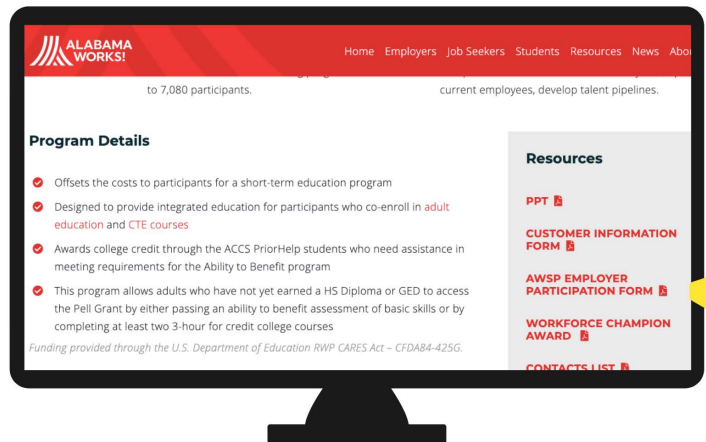 ALABAMA
WORKS!
Home Employers Job Seekers Students Resources News
to 7,080 participants.
current employees, develop talent pipelines.
Program Details
Offsets the costs to participants for a short-term education program
Designed to provide integrated education for participants who co-enroll in adult
education and CTE courses
Awards college credit through the ACCS PriorHelp students who need assistance in
meeting requirements for the Ability to Benefit program
This program allows adults who have not yet earned a HS Diploma or GED to access
the Pell Grant by either passing an ability to benefit assessment of basic skills or by
completing at least two 3-hour for credit college courses
Funding provided through the U.S. Department of Education RWP CARES Act – CFDA84-425G.
Resources
PPT
CUSTOMER INFORMATION
FORM
AWSP EMPLOYER
PARTICIPATION FORM
WORKFORCE CHAMPION
AWARD
CONTACTS LIST